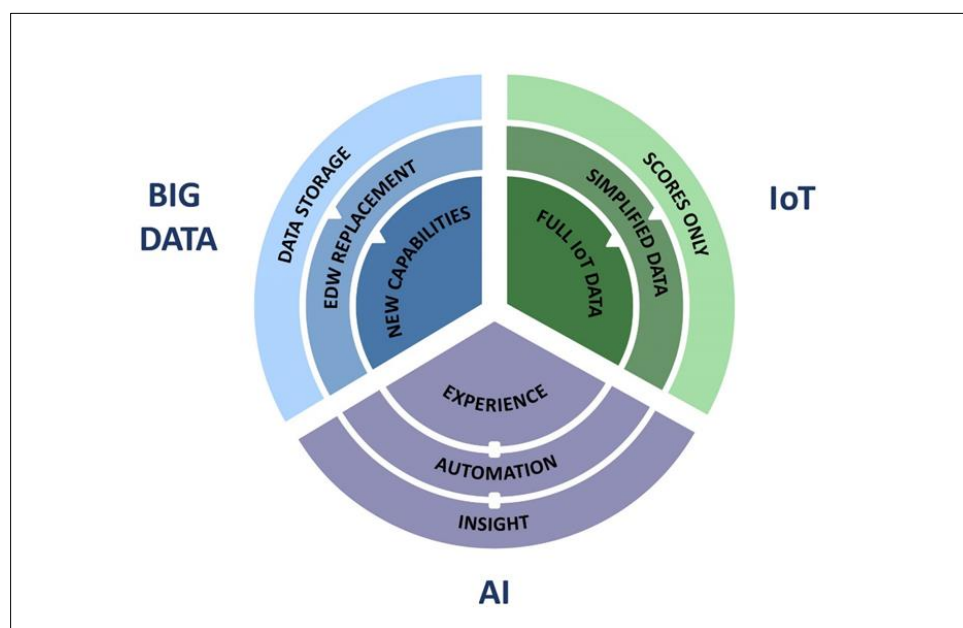 BIG
DATA
DATA STORAGE
EDW REPLACEMENT
NEW CAPABILITIES
IoT
SCORES ONLY
SIMPLIFIED DATA
FULL IoT DATA
EXPERIENCE
AUTOMATION
INSIGHT
AI